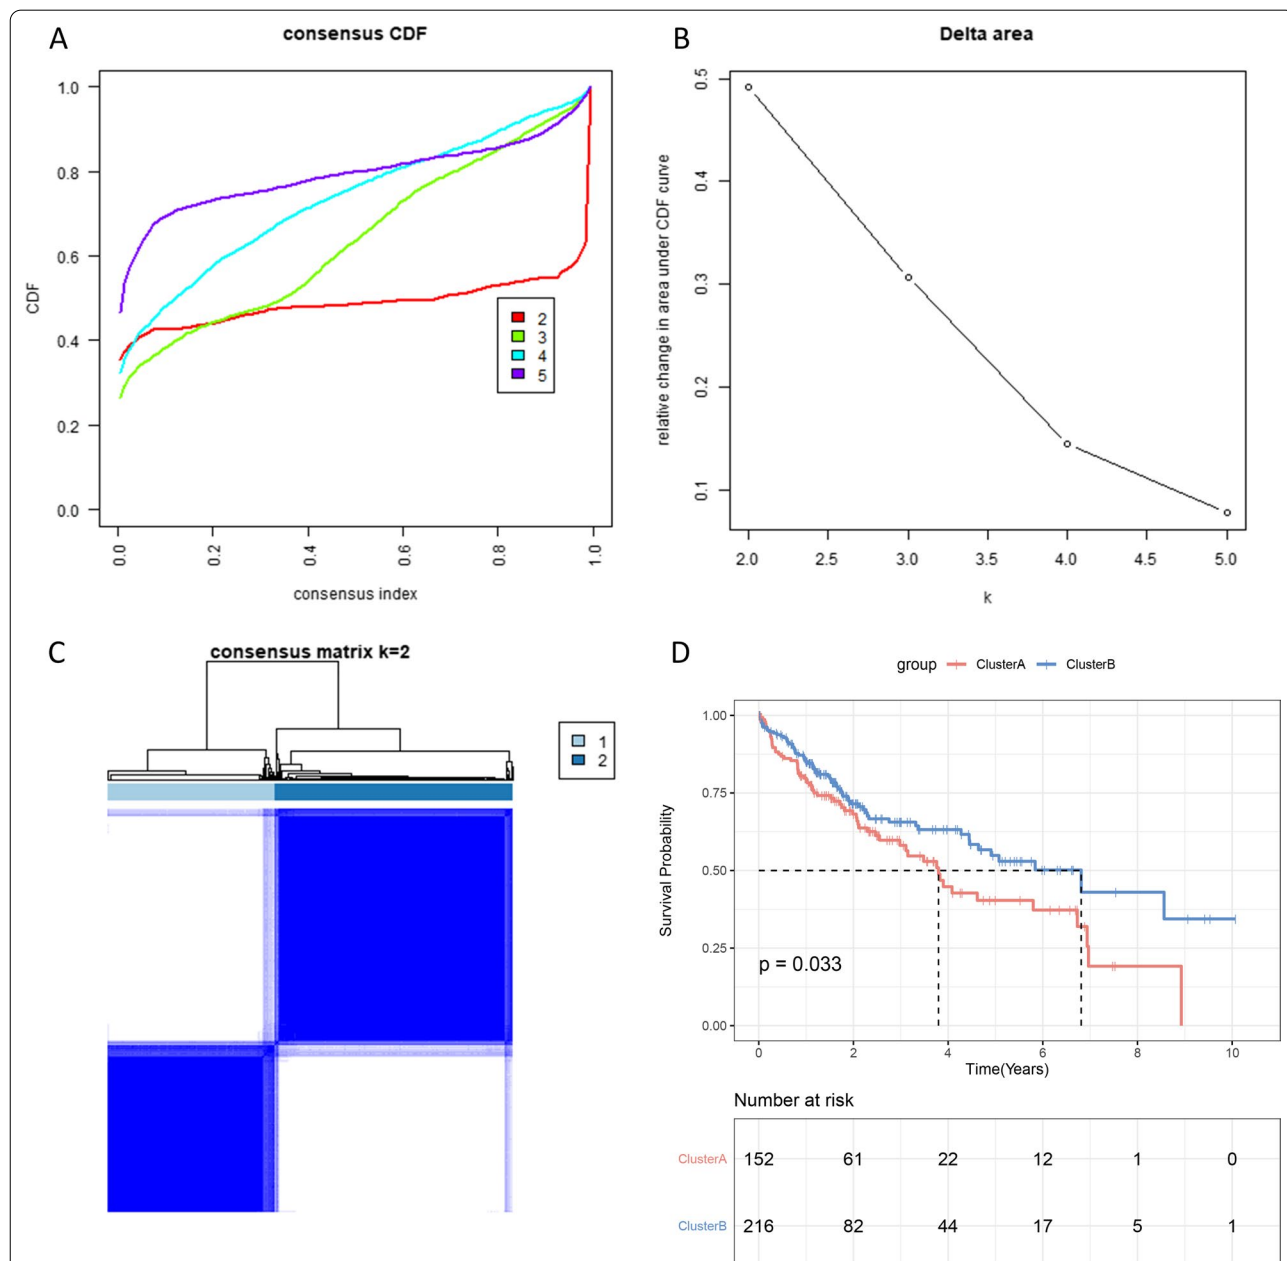 A
consensus CDF
CDF
1.0
0.8
0.6
0.4
0.2
0.0
2
3
4
5
0.0 0.2 0.4 0.6 0.8 1.0
consensus index
B
Delta area
relative change in area under CDF curve
0.5
0.4
0.3
0.2
0.1
2.0 2.5 3.0 3.5 4.0 4.5 5.0
k
C
consensus matrix k=2
1
2
D
group ClusterA ClusterB
Survival Probability
1.00
0.75
0.50
0.25
0.00
p = 0.033
0 2 4 6 8 10
Time(Years)
Number at risk
ClusterA 152 61 22 12 1 0
ClusterB 216 82 44 17 5 1